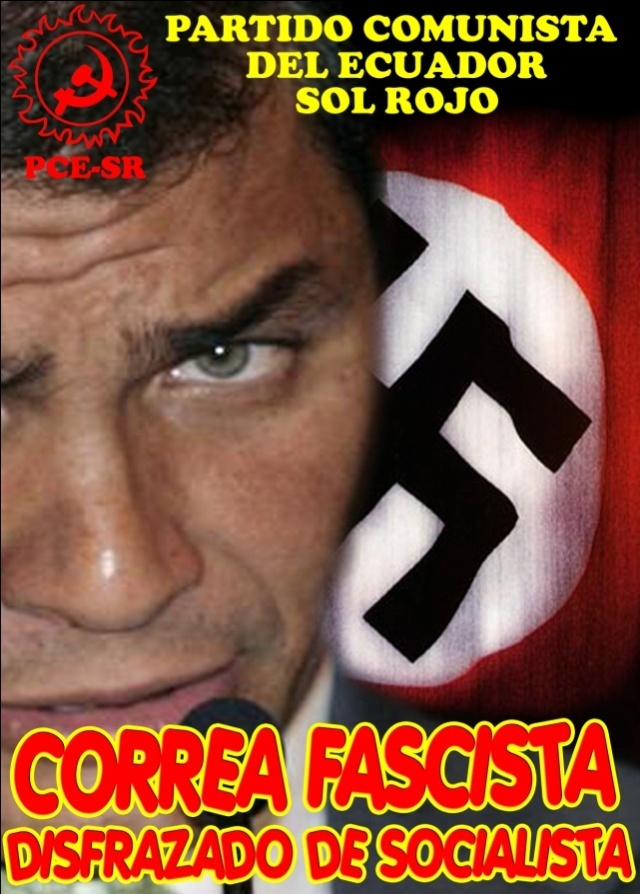 PARTIDO COMUNISTA
DEL ECUADOR
SOL ROJO
PCE-SR
CORREA FASCISTA
DISFRAZADO DE SOCIALISTA